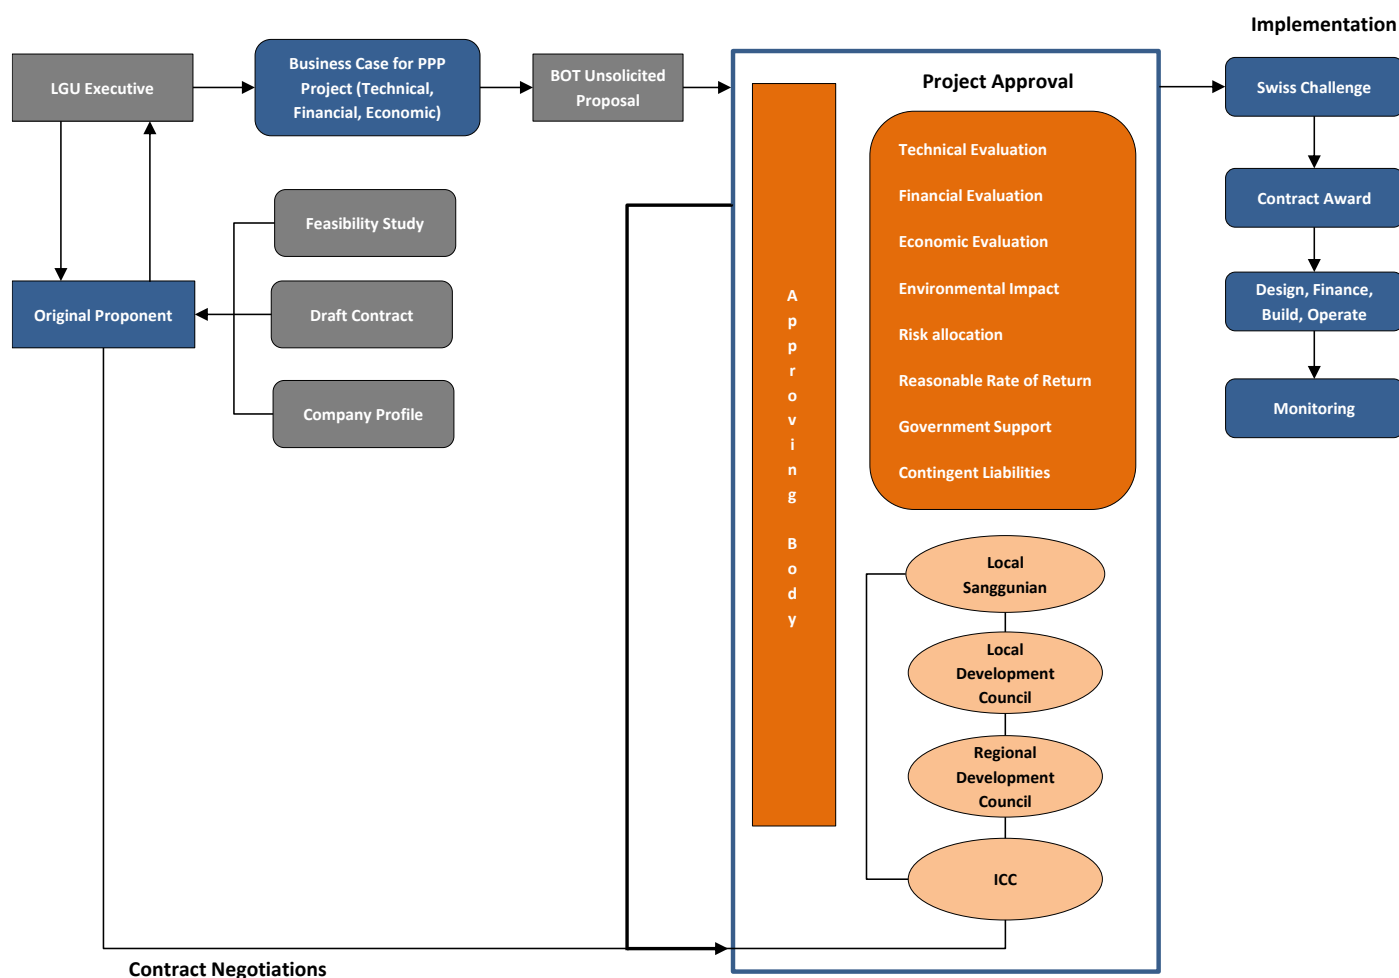 Implementation
LGU Executive
Business Case for PPP
Project (Technical,
Financial, Economic)
BOT Unsolicited
Proposal
Project Approval
Swiss Challenge
Technical Evaluation
Financial Evaluation
Economic Evaluation
Environmental Impact
Risk allocation
Reasonable Rate of Return
Government Support
Contingent Liabilities
Contract Award
Feasibility Study
Original Proponent
Draft Contract
Design, Finance,
Build, Operate
Company Profile
Monitoring
A
p
p
r
o
v
i
n
g
B
o
d
y
Local
Sanggunian
Local
Development
Council
Regional
Development
Council
ICC
Contract Negotiations